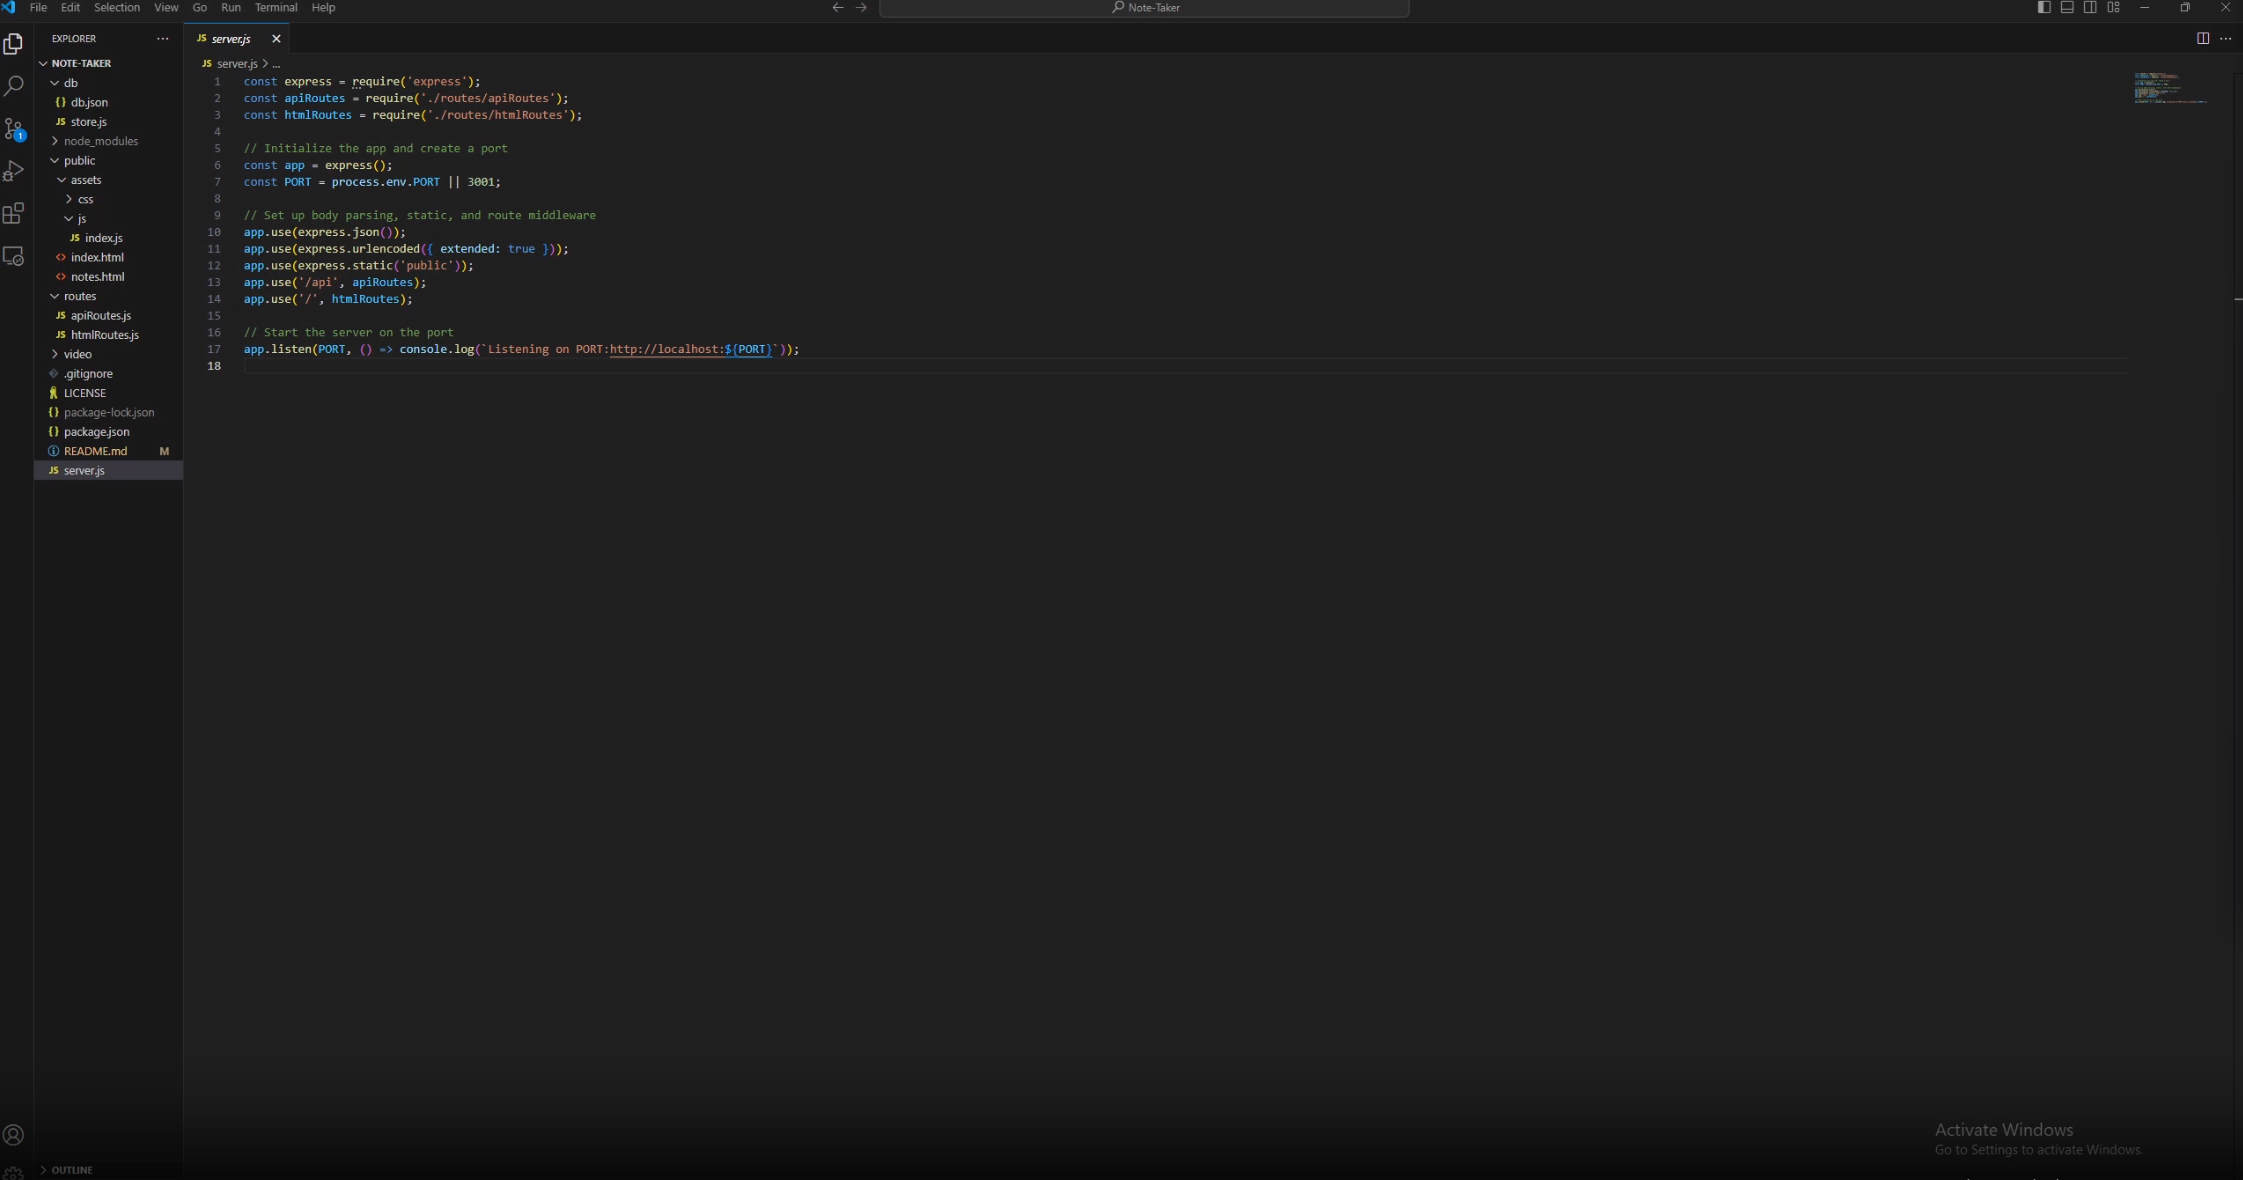 File Edit Selection View Go Run Terminal Help
Note-Taker
EXPLORER
NOTE-TAKER
db
{} db.json
JS store.js
node_modules
public
assets
css
js
JS index.js
<> index.html
<> notes.html
routes
JS apiRoutes.js
JS htmlRoutes.js
video
.gitignore
LICENSE
{} package-lock.json
{} package.json
README.md M
JS server.js
OUTLINE
1
JS server.js
JS server.js > ...
1 const express = require('express');
2 const apiRoutes = require('./routes/apiRoutes');
3 const htmlRoutes = require('./routes/htmlRoutes');
4
5 // Initialize the app and create a port
6 const app = express();
7 const PORT = process.env.PORT || 3001;
8
9 // Set up body parsing, static, and route middleware
10 app.use(express.json());
11 app.use(express.urlencoded({ extended: true }));
12 app.use(express.static('public'));
13 app.use('/api', apiRoutes);
14 app.use('/', htmlRoutes);
15
16 // Start the server on the port
17 app.listen(PORT, () => console.log(`Listening on PORT:http://localhost:${PORT}`));
18
Activate Windows
Go to Settings to activate Windows.